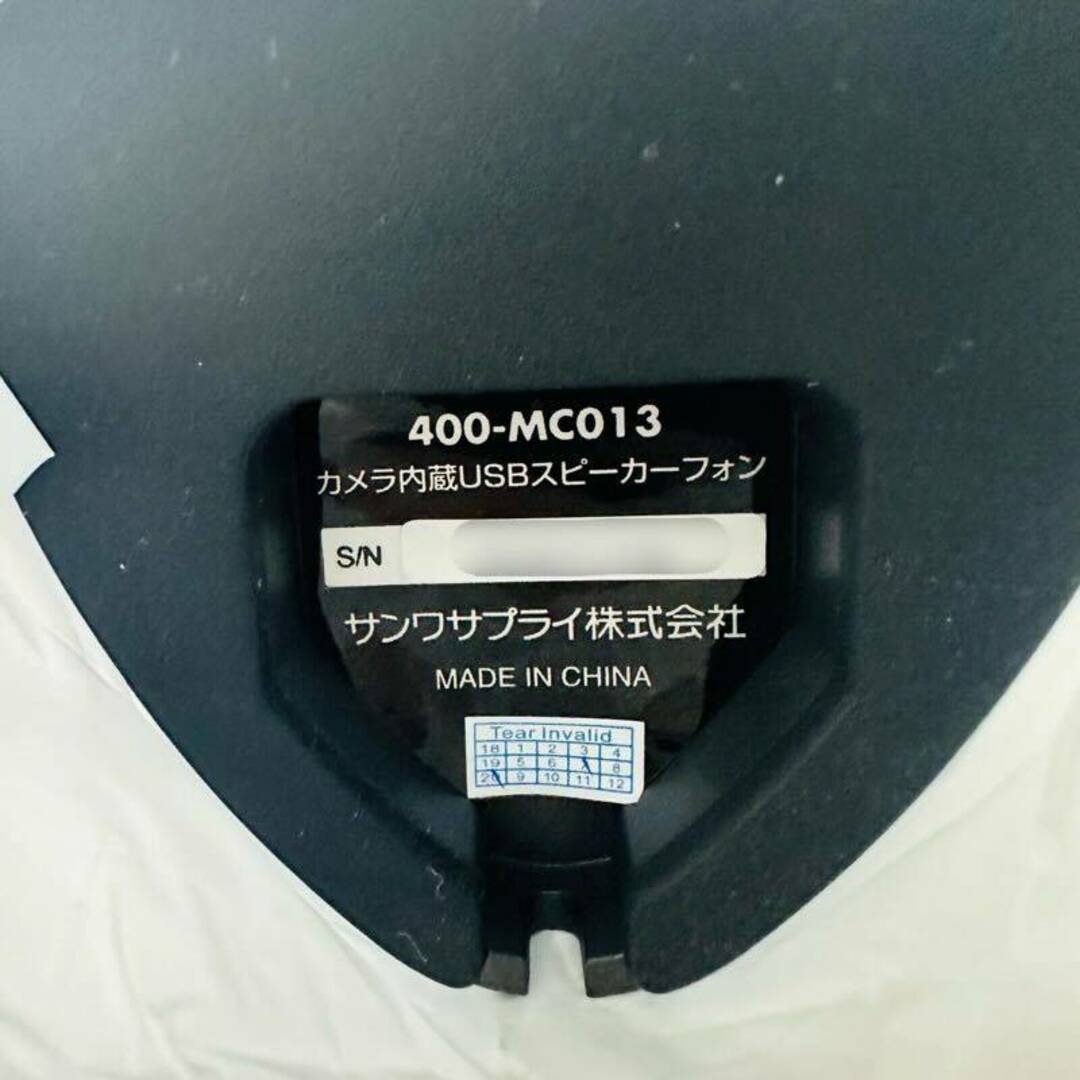 400-MC013
カメラ内蔵USBスピーカーフォン
S/N
サンワサプライ株式会社
MADE IN CHINA
Tear Invalid
18 1 2 3 4
19 5 6 8
20 9 10 11 12